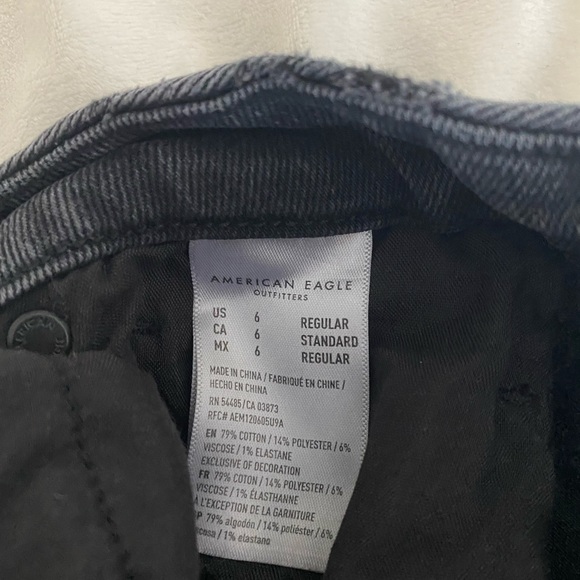 AMERICAN EAGLE
OUTFITTERS
US 6 REGULAR
CA 6 STANDARD
MX 6 REGULAR
MADE IN CHINA / FABRIQUÉ EN CHINE /
HECHO EN CHINA
RN 54485/CA 03873
RFC# AEM120605U9A
EN 79% COTTON / 14% POLYESTER / 6%
VISCOSE / 1% ELASTANE
EXCLUSIVE OF DECORATION
FR 79% COTON / 14% POLYESTER / 6%
VISCOSE / 1% ÉLASTHANNE
À L'EXCEPTION DE LA GARNITURE
P 79% algodón / 14% poliéster / 6%
cosa / 1% elastano
AMERICAN